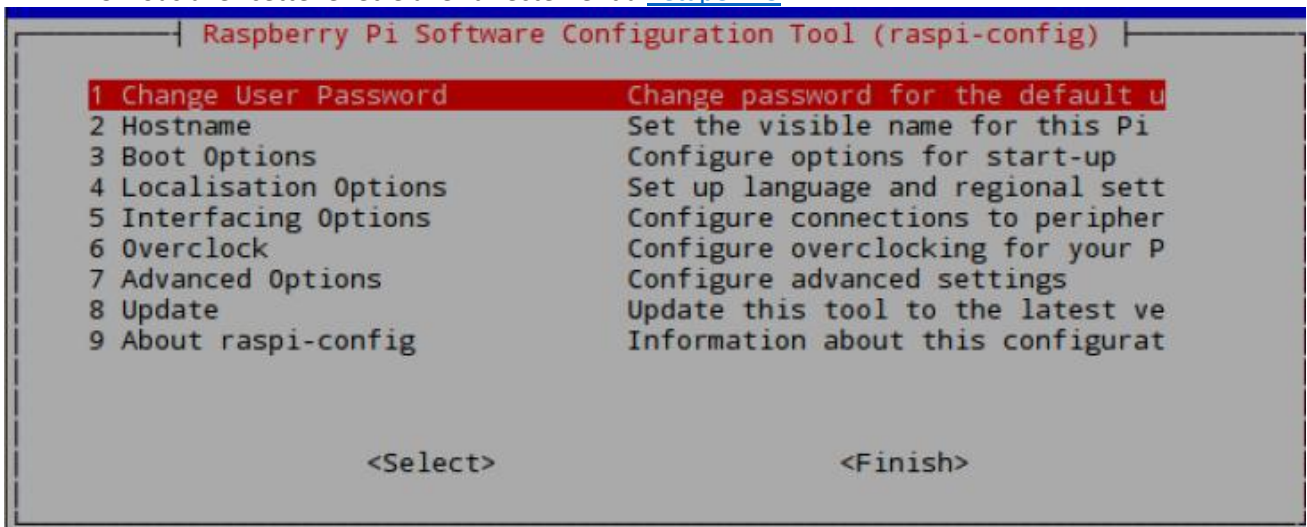 Raspberry Pi Software Configuration Tool (raspi-config)
1 Change User Password Change password for the default u
2 Hostname Set the visible name for this Pi
3 Boot Options Configure options for start-up
4 Localisation Options Set up language and regional sett
5 Interfacing Options Configure connections to peripher
6 Overclock Configure overclocking for your P
7 Advanced Options Configure advanced settings
8 Update Update this tool to the latest ve
9 About raspi-config Information about this configurat
<Select> <Finish>